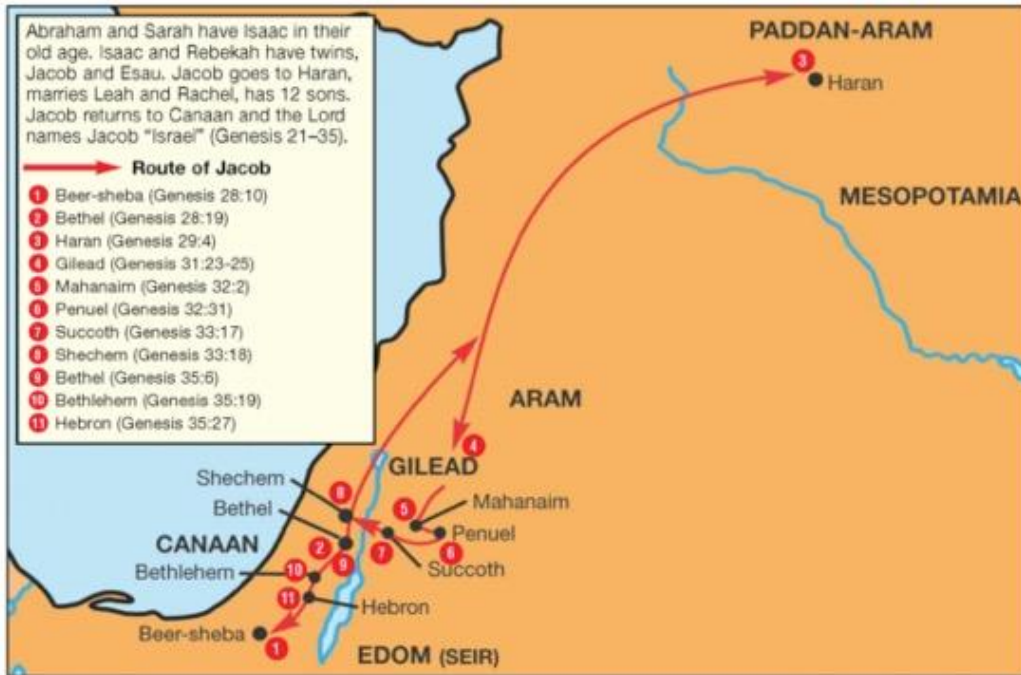 Abraham and Sarah have Isaac in their
old age. Isaac and Rebekah have twins,
Jacob and Esau. Jacob goes to Haran,
marries Leah and Rachel, has 12 sons.
Jacob returns to Canaan and the Lord
names Jacob “Israel” (Genesis 21–35).
Route of Jacob
1 Beer-sheba (Genesis 28:10)
2 Bethel (Genesis 28:19)
3 Haran (Genesis 29:4)
4 Gilead (Genesis 31:23-25)
5 Mahanaim (Genesis 32:2)
6 Penuel (Genesis 32:31)
7 Succoth (Genesis 33:17)
8 Shechem (Genesis 33:18)
9 Bethel (Genesis 35:6)
10 Bethlehem (Genesis 35:19)
11 Hebron (Genesis 35:27)
PADDAN-ARAM
3
Haran
MESOPOTAMIA
ARAM
4
GILEAD
Shechem
8
5
Mahanaim
Bethel
Penuel
CANAAN
2
9
7
6
Succoth
Bethlehem
10
11
Hebron
Beer-sheba
1
EDOM (SEIR)